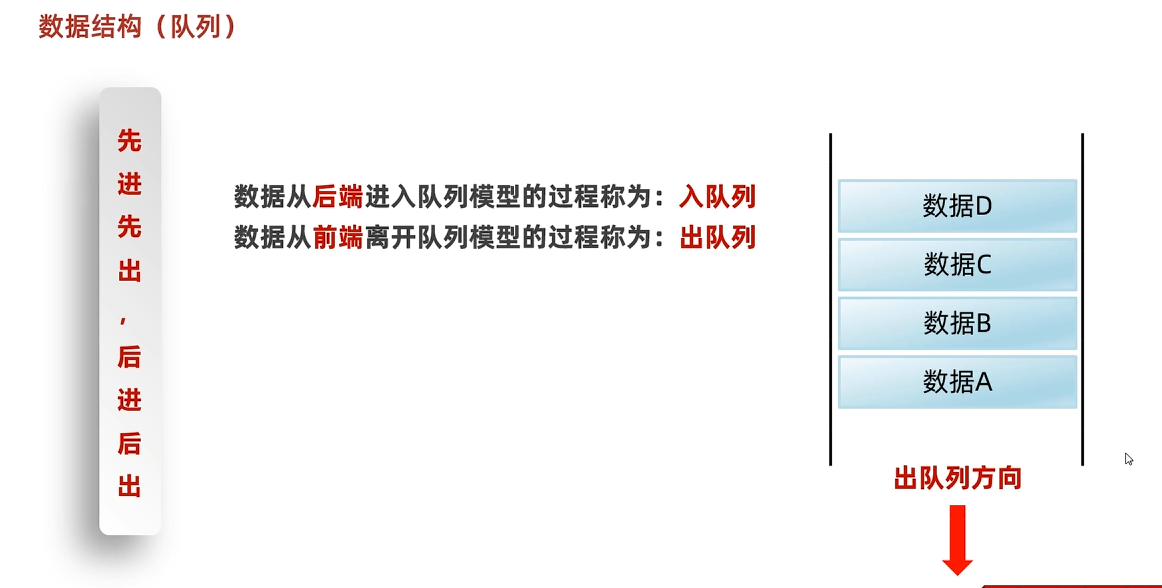 数据结构（队列）
先进先出，后进后出
数据从后端进入队列模型的过程称为：入队列
数据从前端离开队列模型的过程称为：出队列
数据D
数据C
数据B
数据A
出队列方向